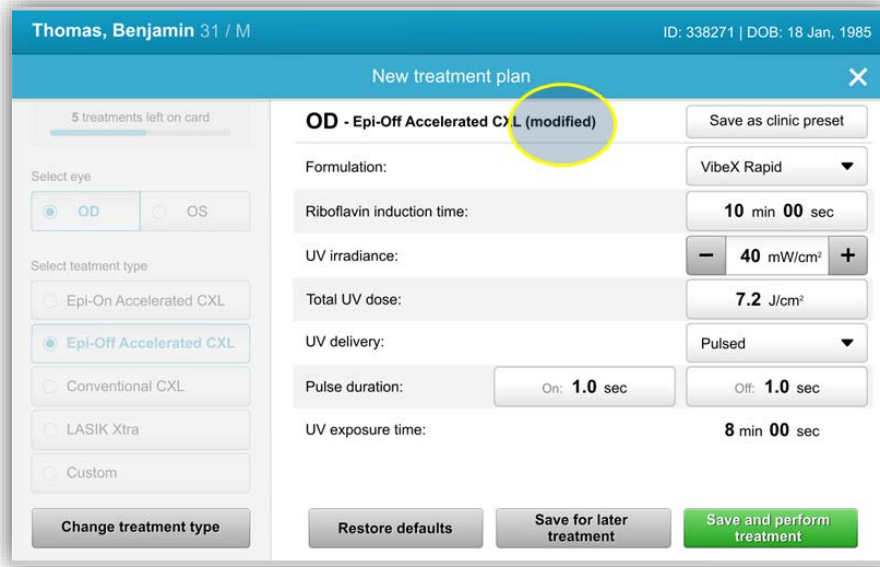 Thomas, Benjamin 31 / M
ID: 338271 | DOB: 18 Jan, 1985
New treatment plan
5 treatments left on card
Select eye
OD
OS
Select teatment type
Epi-On Accelerated CXL
Epi-Off Accelerated CXL
Conventional CXL
LASIK Xtra
Custom
Change treatment type
OD - Epi-Off Accelerated CXL (modified)
Save as clinic preset
Formulation:
VibeX Rapid
Riboflavin induction time:
10 min 00 sec
UV irradiance:
− 40 mW/cm² +
Total UV dose:
7.2 J/cm²
UV delivery:
Pulsed
Pulse duration:
On: 1.0 sec
Off: 1.0 sec
UV exposure time:
8 min 00 sec
Restore defaults
Save for later
treatment
Save and perform
treatment